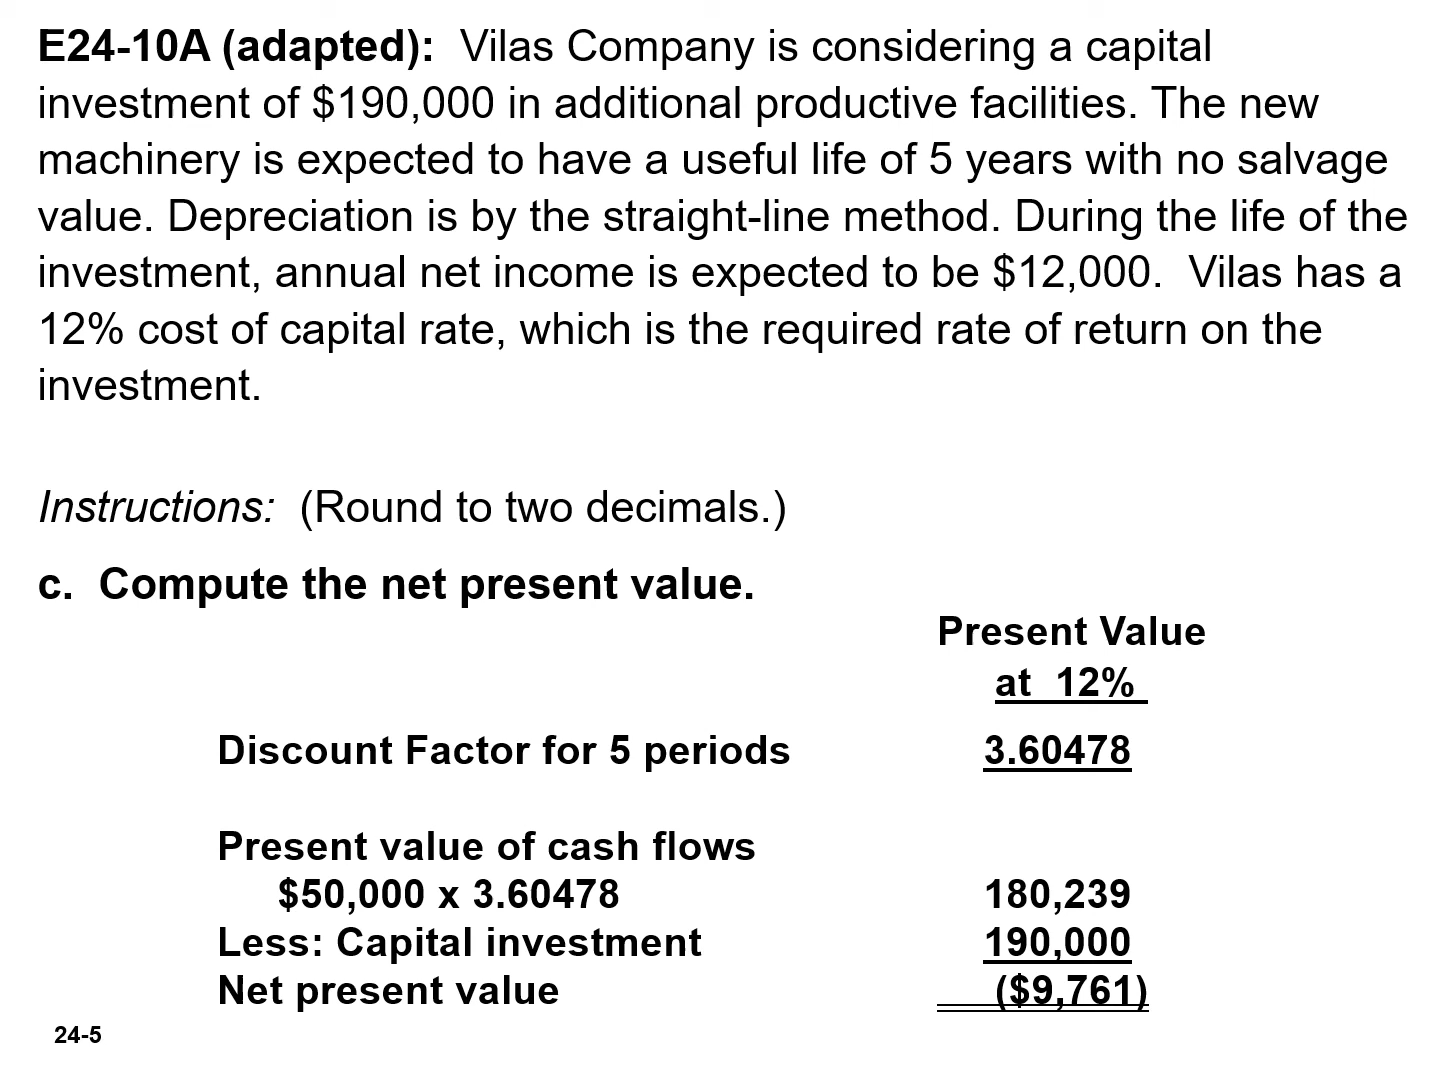 E24-10A (adapted): Vilas Company is considering a capital
investment of $190,000 in additional productive facilities. The new
machinery is expected to have a useful life of 5 years with no salvage
value. Depreciation is by the straight-line method. During the life of the
investment, annual net income is expected to be $12,000. Vilas has a
12% cost of capital rate, which is the required rate of return on the
investment.
Instructions: (Round to two decimals.)
c. Compute the net present value.
Present Value
at 12%
Discount Factor for 5 periods 3.60478
Present value of cash flows
$50,000 x 3.60478 180,239
Less: Capital investment 190,000
Net present value ($9,761)
24-5